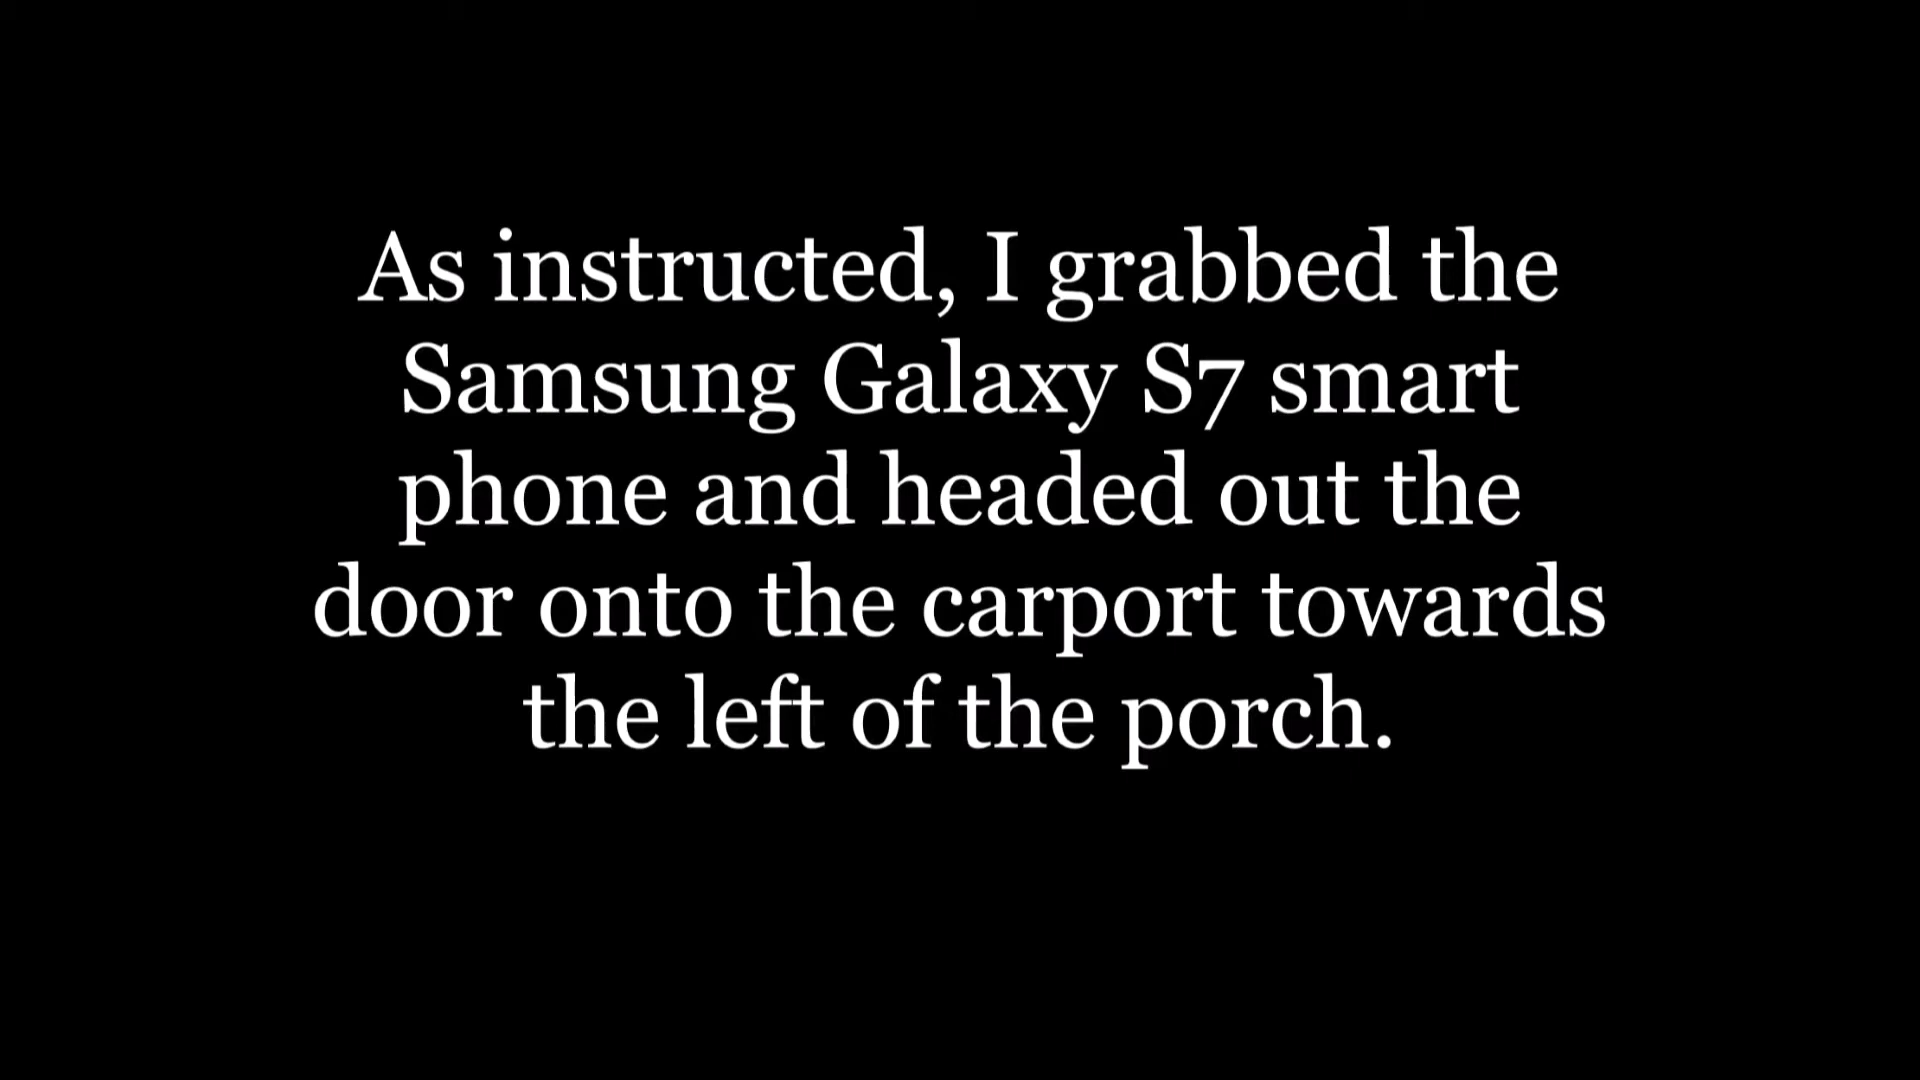 As instructed, I grabbed the
Samsung Galaxy S7 smart
phone and headed out the
door onto the carport towards
the left of the porch.